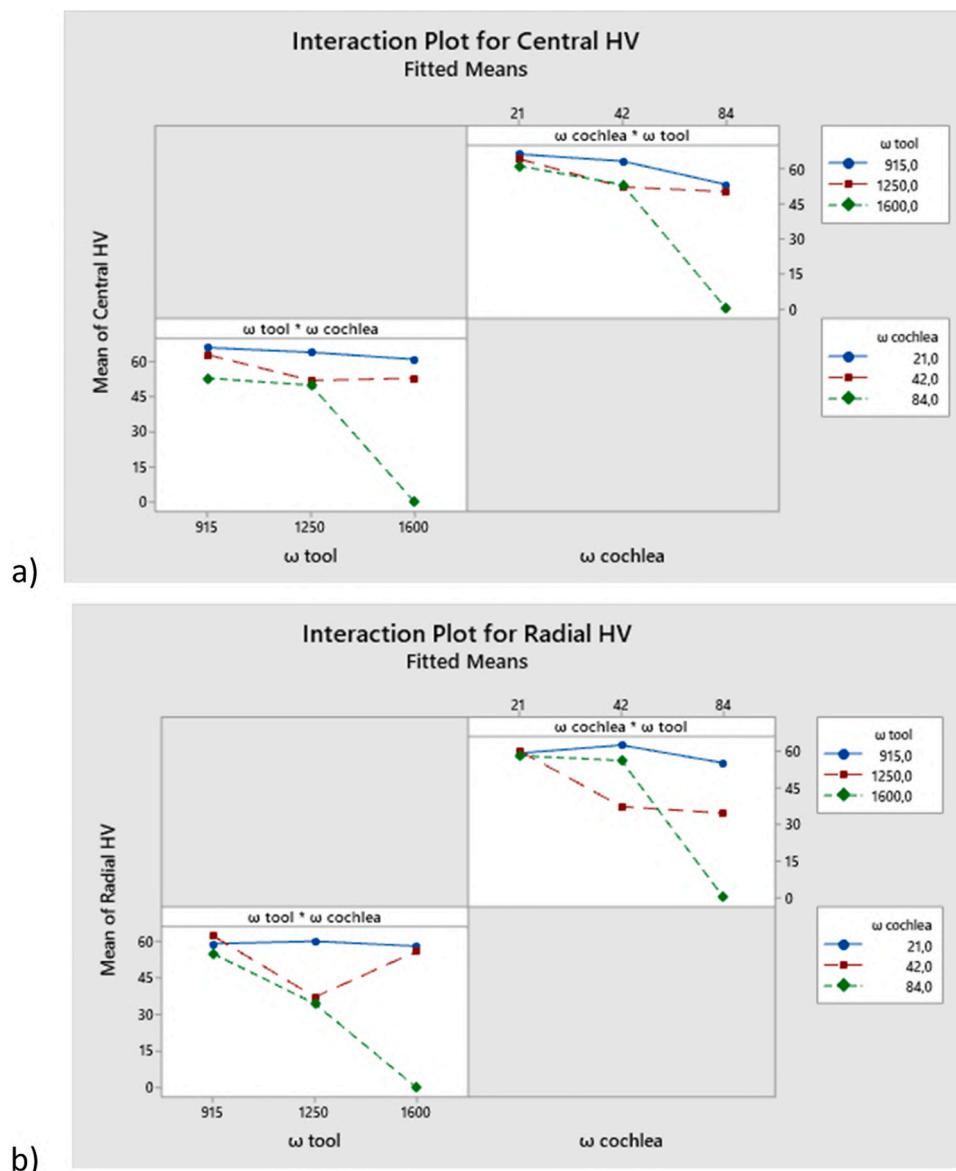 Interaction Plot for Central HV
Fitted Means
21 42 84
ω cochlea * ω tool
ω tool
915,0
1250,0
1600,0
60
45
30
15
0
Mean of Central HV
ω tool * ω cochlea
60
45
30
15
0
ω cochlea
21,0
42,0
84,0
915 1250 1600
ω tool ω cochlea
a)
Interaction Plot for Radial HV
Fitted Means
21 42 84
ω cochlea * ω tool
ω tool
915,0
1250,0
1600,0
60
45
30
15
0
Mean of Radial HV
ω tool * ω cochlea
60
45
30
15
0
ω cochlea
21,0
42,0
84,0
915 1250 1600
ω tool ω cochlea
b)